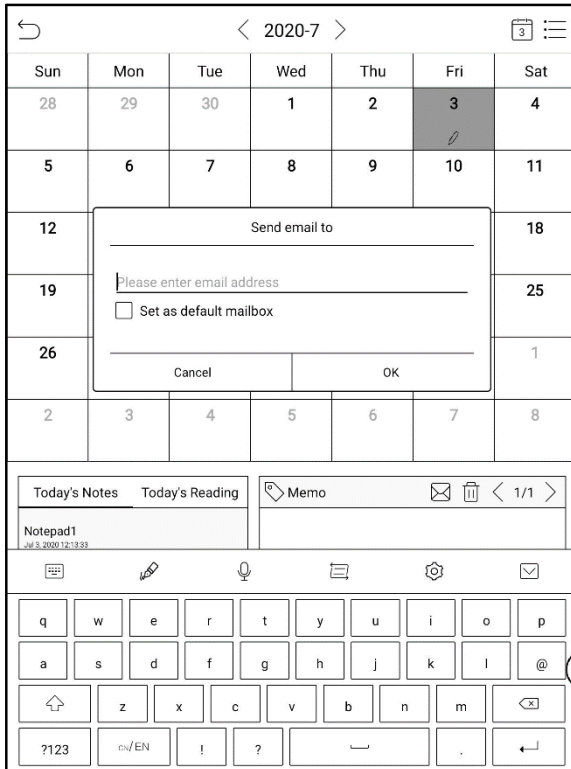 2020-7
3
Sun Mon Tue Wed Thu Fri Sat
28 29 30 1 2 3 4
5 6 7 8 9 10 11
12 18
19 25
26 1
2 3 4 5 6 7 8
Send email to
Please enter email address
Set as default mailbox
Cancel OK
Today's Notes Today's Reading
Memo 1/1
Notepad1
Jul 3, 2020 12:13:33
q w e r t y u i o p
a s d f g h j k l @
z x c v b n m
?123 CN/EN ! ? .